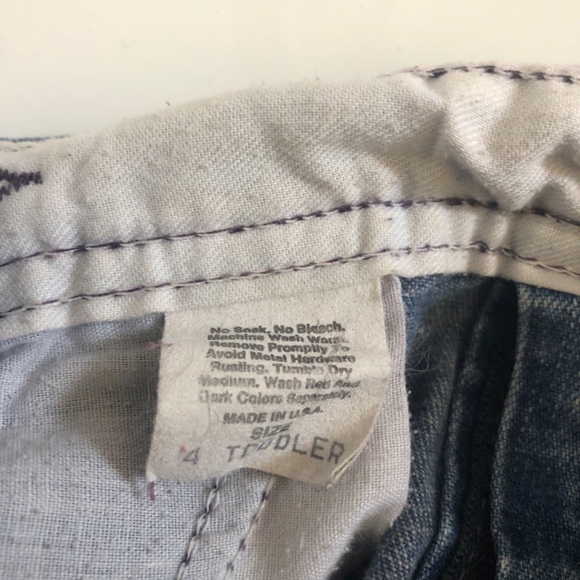 No Soak, No Bleach.
Machine Wash Warm.
Remove Promptly To
Avoid Metal Hardware
Rusting. Tumble Dry
Medium. Wash Red And
Dark Colors Separately.
MADE IN U.S.A.
SIZE
4 TODDLER